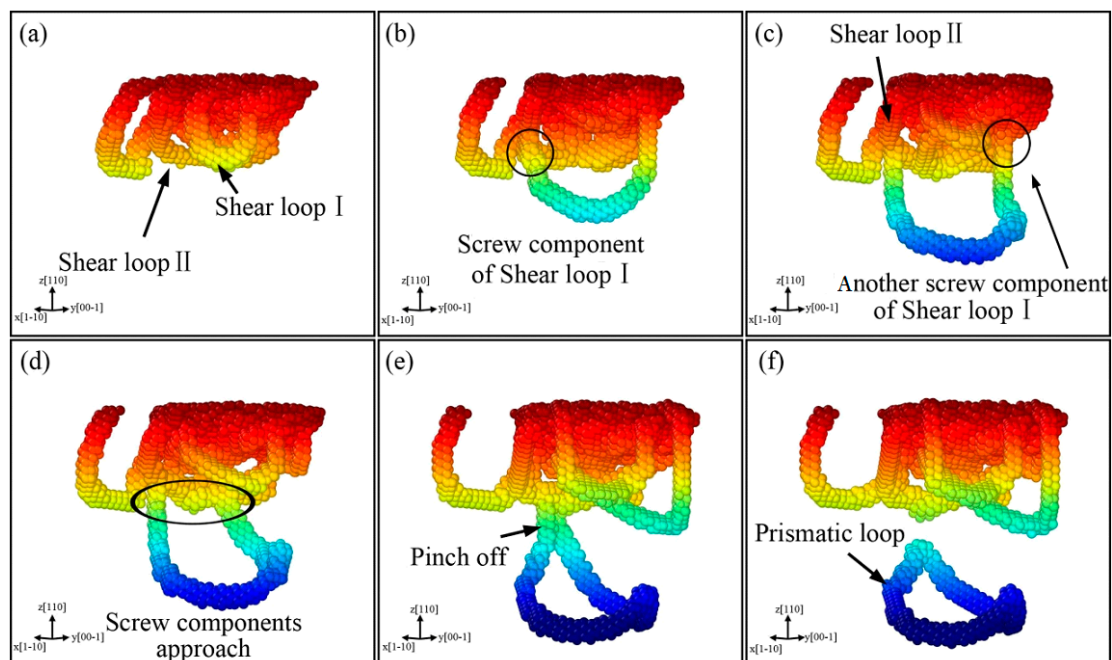 (a)
Shear loop Ⅰ
Shear loop Ⅱ
z[110]
x[1-10]
y[00-1]
(b)
Screw component
of Shear loop Ⅰ
z[110]
x[1-10]
y[00-1]
(c)
Shear loop Ⅱ
Another screw component
of Shear loop Ⅰ
z[110]
x[1-10]
y[00-1]
(d)
Screw components
approach
z[110]
x[1-10]
y[00-1]
(e)
Pinch off
z[110]
x[1-10]
y[00-1]
(f)
Prismatic loop
z[110]
x[1-10]
y[00-1]